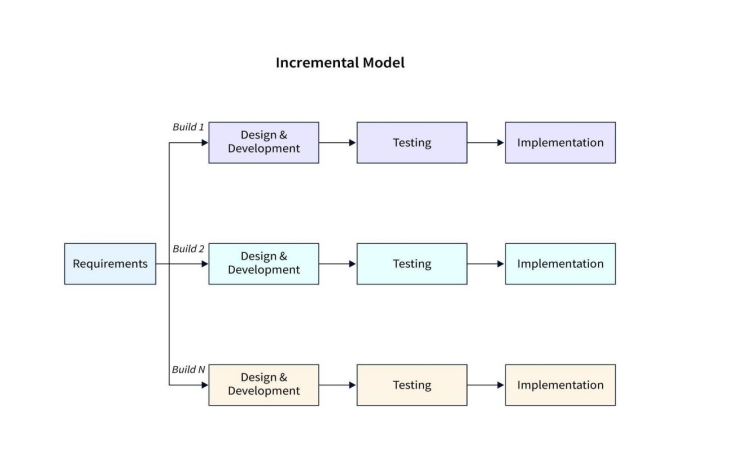 Incremental Model
Build 1
Design &
Development
Testing
Implementation
Requirements
Build 2
Design &
Development
Testing
Implementation
Build N
Design &
Development
Testing
Implementation